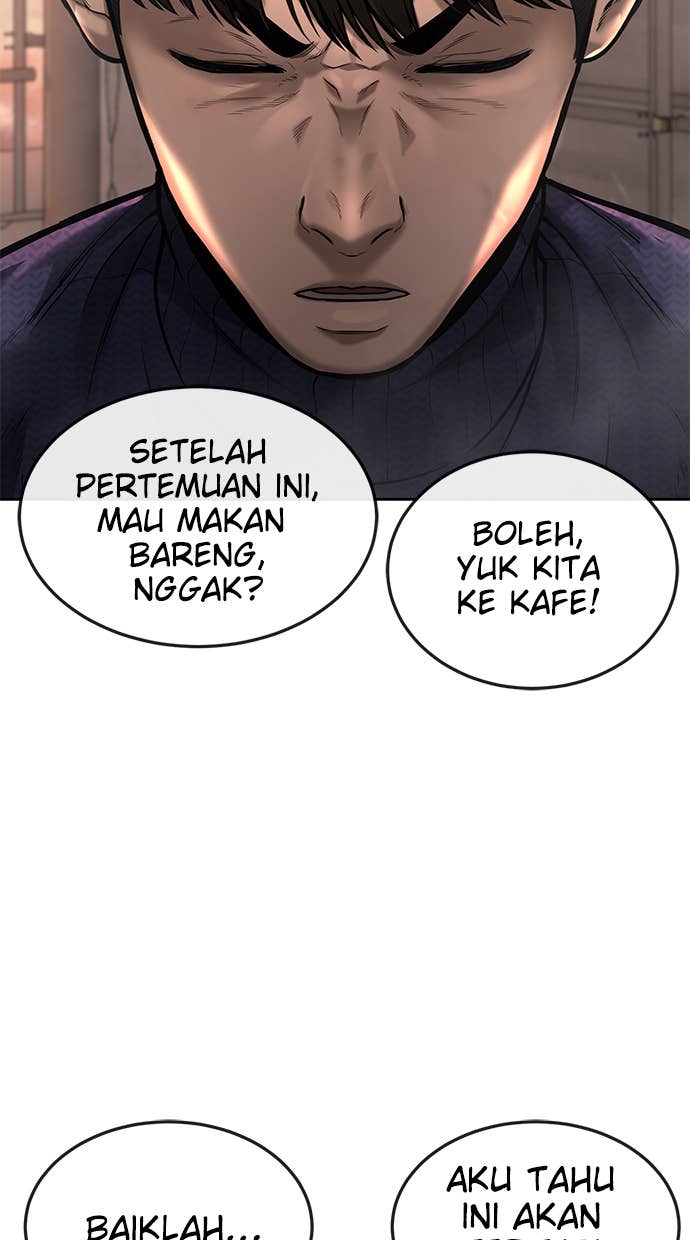 SETELAH
PERTEMUAN INI,
MAU MAKAN
BARENG,
NGGAK?
BOLEH,
YUK KITA
KE KAFE!
BAIKLAH...
AKU TAHU
INI AKAN